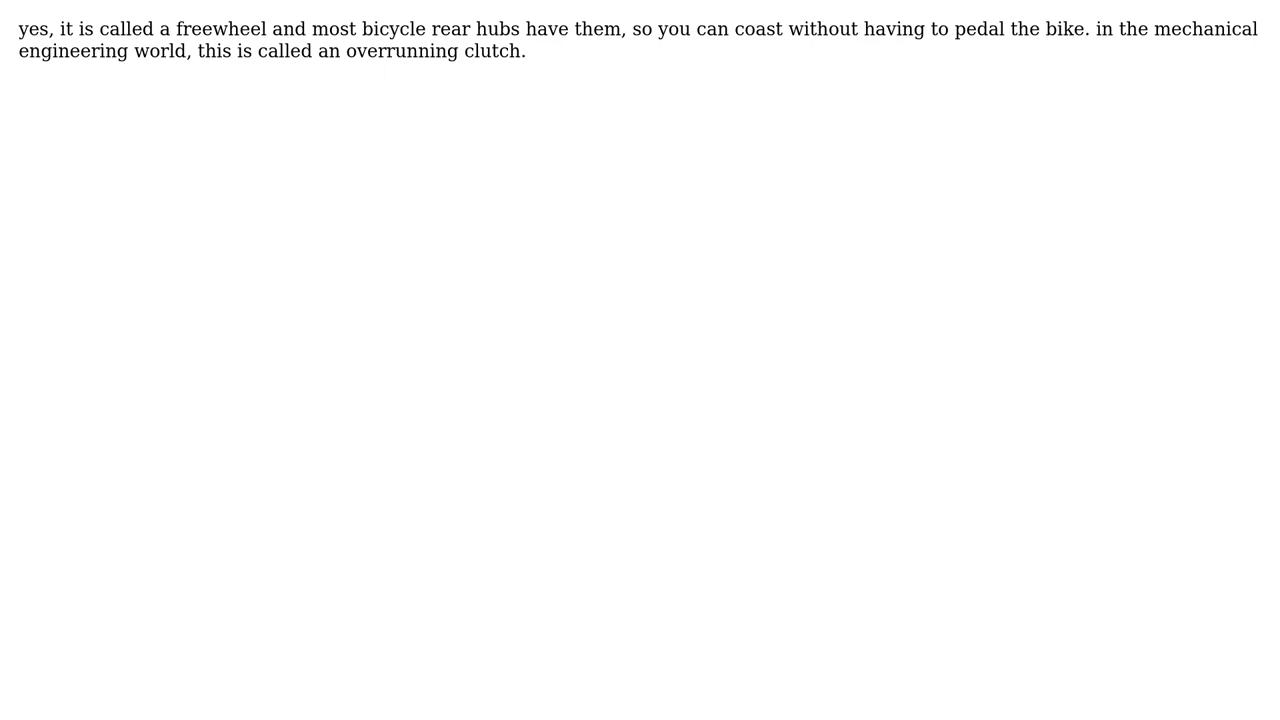 yes, it is called a freewheel and most bicycle rear hubs have them, so you can coast without having to pedal the bike. in the mechanical
engineering world, this is called an overrunning clutch.